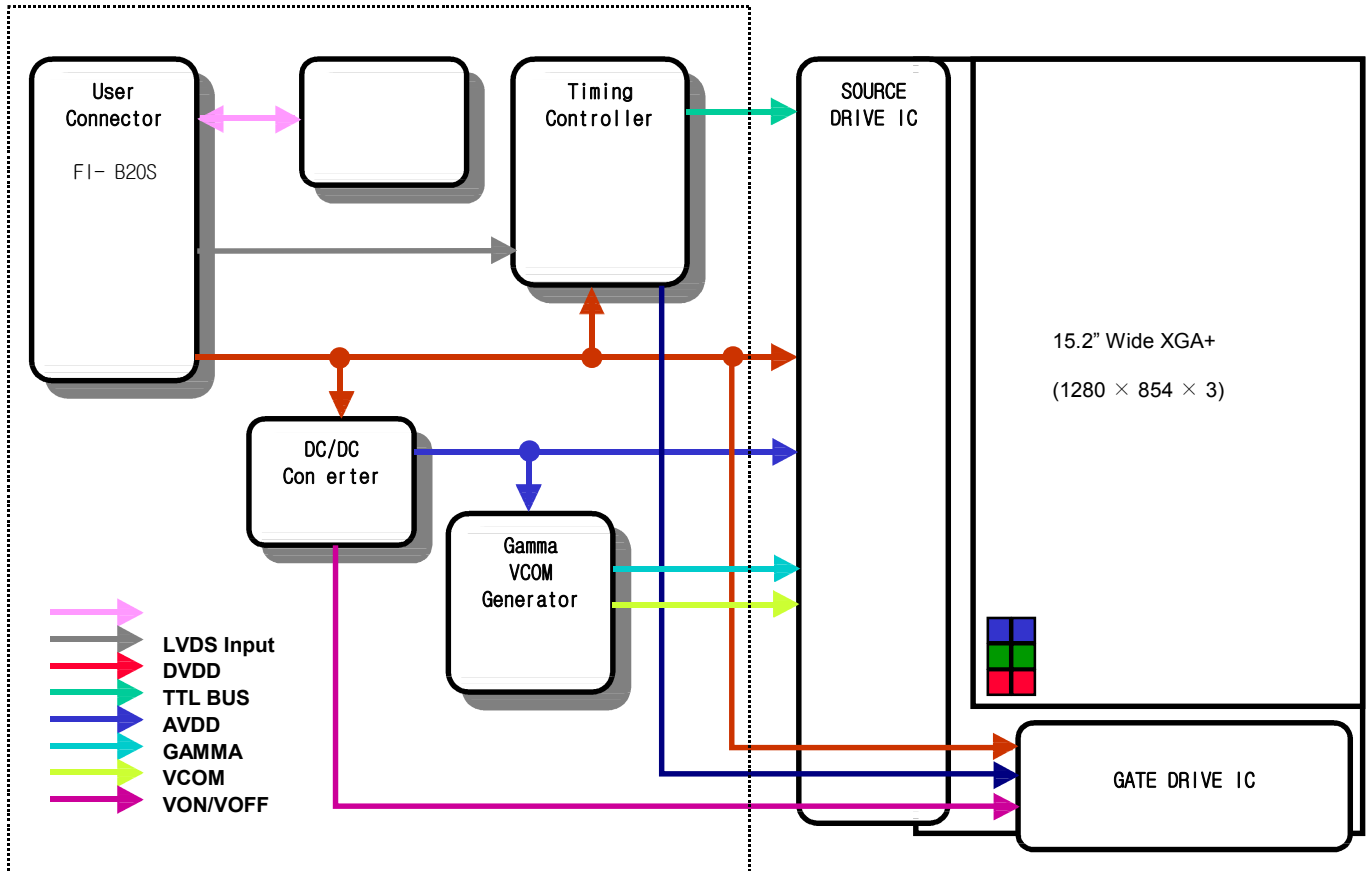 User
Connector
FI- B20S
Timing
Controller
SOURCE
DRIVE IC
15.2” Wide XGA+
(1280 × 854 × 3)
DC/DC
Con erter
Gamma
VCOM
Generator
LVDS Input
DVDD
TTL BUS
AVDD
GAMMA
VCOM
VON/VOFF
GATE DRIVE IC